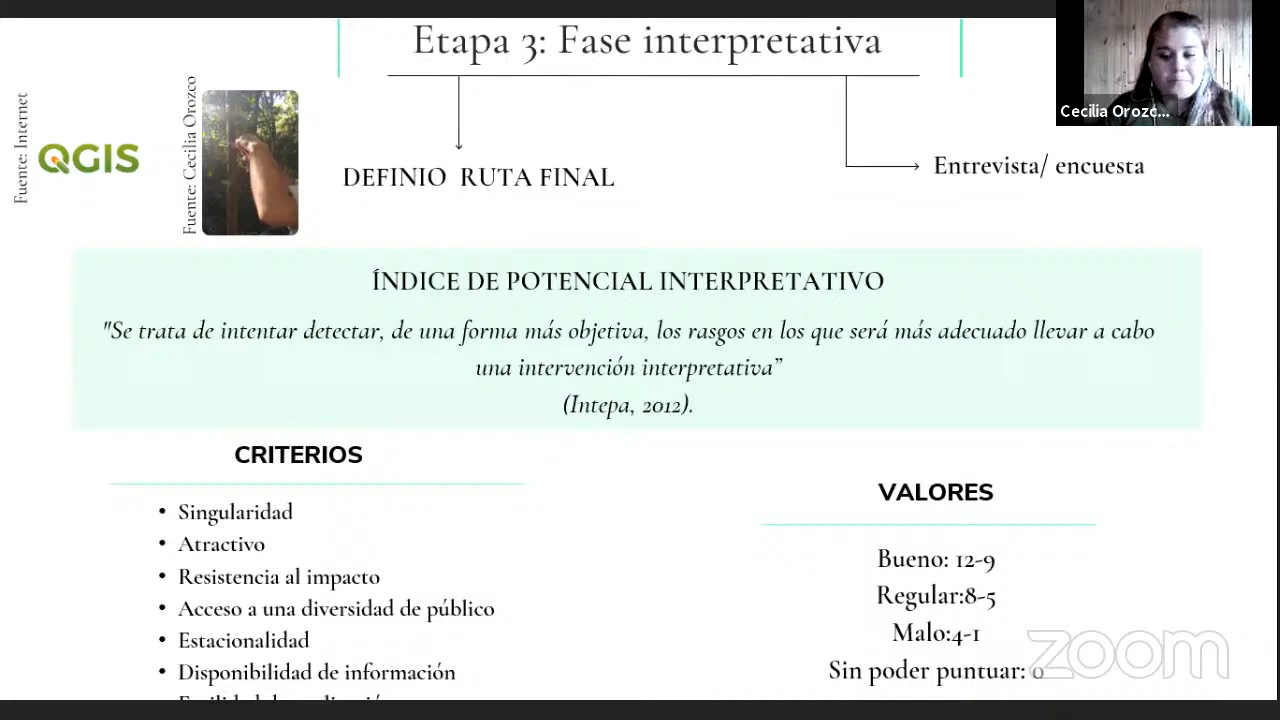 Etapa 3: Fase interpretativa
Cecilia Orozc...
Fuente: Internet
QGIS
Fuente: Cecilia Orozco
DEFINIO RUTA FINAL
Entrevista/ encuesta
ÍNDICE DE POTENCIAL INTERPRETATIVO
"Se trata de intentar detectar, de una forma más objetiva, los rasgos en los que será más adecuado llevar a cabo
una intervención interpretativa”
(Intepa, 2012).
CRITERIOS
• Singularidad
• Atractivo
• Resistencia al impacto
• Acceso a una diversidad de público
• Estacionalidad
• Disponibilidad de información
VALORES
Bueno: 12-9
Regular:8-5
Malo:4-1
Sin poder puntuar: 0
zoom